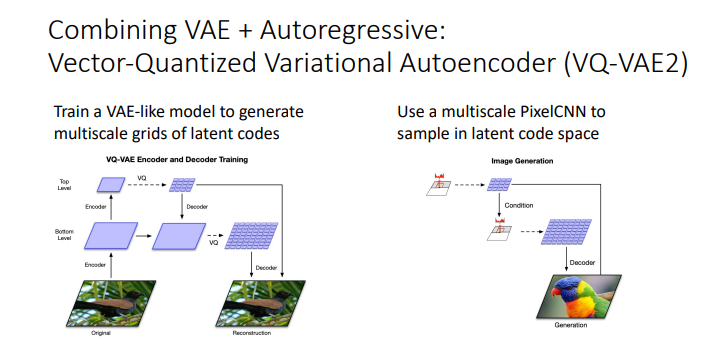 Combining VAE + Autoregressive:
Vector-Quantized Variational Autoencoder (VQ-VAE2)
Train a VAE-like model to generate
multiscale grids of latent codes
VQ-VAE Encoder and Decoder Training
Top
Level
VQ
Encoder
Decoder
Bottom
Level
VQ
Encoder
Decoder
Original
Reconstruction
Use a multiscale PixelCNN to
sample in latent code space
Image Generation
Condition
Decoder
Generation